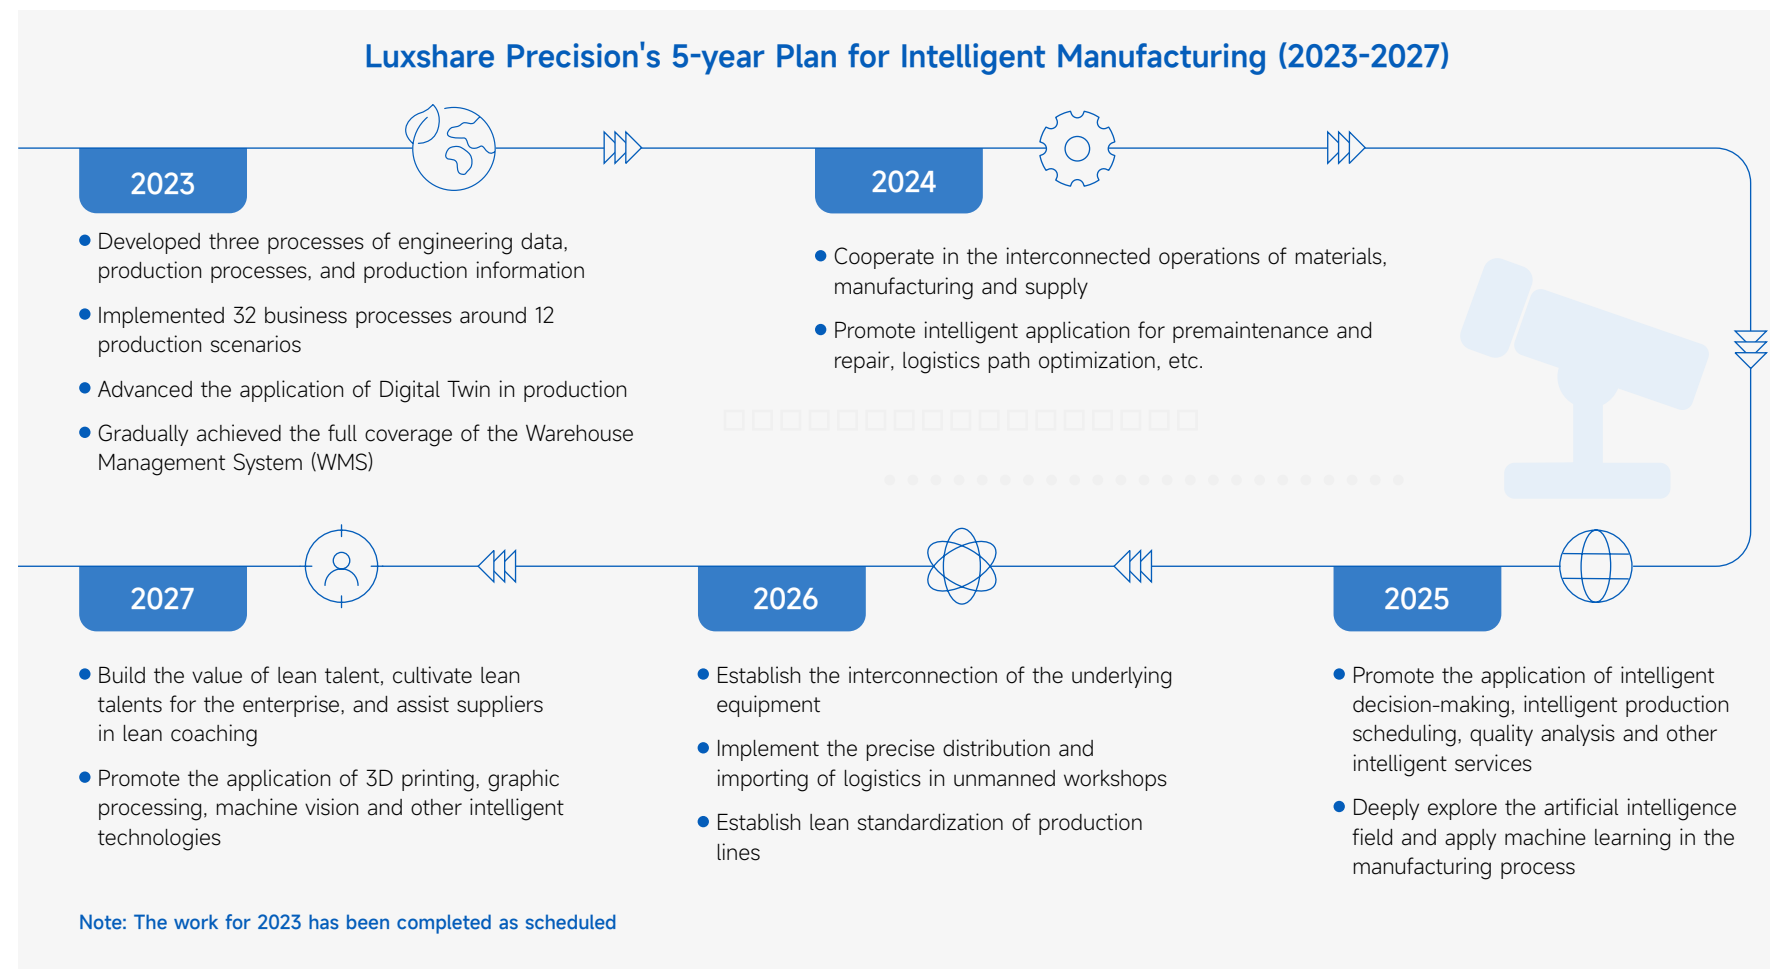 Luxshare Precision's 5-year Plan for Intelligent Manufacturing (2023-2027)
2023
Developed three processes of engineering data,
production processes, and production information
Implemented 32 business processes around 12
production scenarios
Advanced the application of Digital Twin in production
Gradually achieved the full coverage of the Warehouse
Management System (WMS)
2024
Cooperate in the interconnected operations of materials,
manufacturing and supply
Promote intelligent application for premaintenance and
repair, logistics path optimization, etc.
2025
Promote the application of intelligent
decision-making, intelligent production
scheduling, quality analysis and other
intelligent services
Deeply explore the artificial intelligence
field and apply machine learning in the
manufacturing process
2026
Establish the interconnection of the underlying
equipment
Implement the precise distribution and
importing of logistics in unmanned workshops
Establish lean standardization of production
lines
2027
Build the value of lean talent, cultivate lean
talents for the enterprise, and assist suppliers
in lean coaching
Promote the application of 3D printing, graphic
processing, machine vision and other intelligent
technologies
Note: The work for 2023 has been completed as scheduled